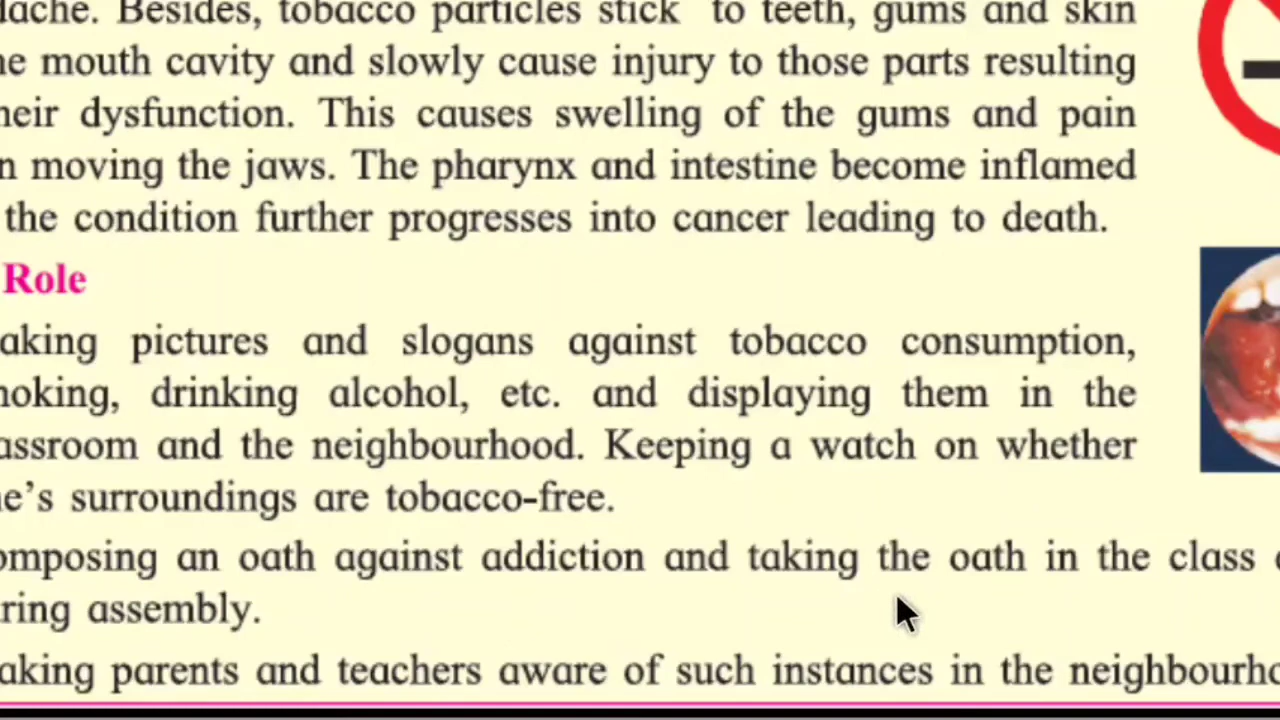 dache. Besides, tobacco particles stick to teeth, gums and skin
he mouth cavity and slowly cause injury to those parts resulting
heir dysfunction. This causes swelling of the gums and pain
n moving the jaws. The pharynx and intestine become inflamed
the condition further progresses into cancer leading to death.
Role
aking pictures and slogans against tobacco consumption,
moking, drinking alcohol, etc. and displaying them in the
assroom and the neighbourhood. Keeping a watch on whether
ne's surroundings are tobacco-free.
omposing an oath against addiction and taking the oath in the class
ring assembly.
aking parents and teachers aware of such instances in the neighbourho